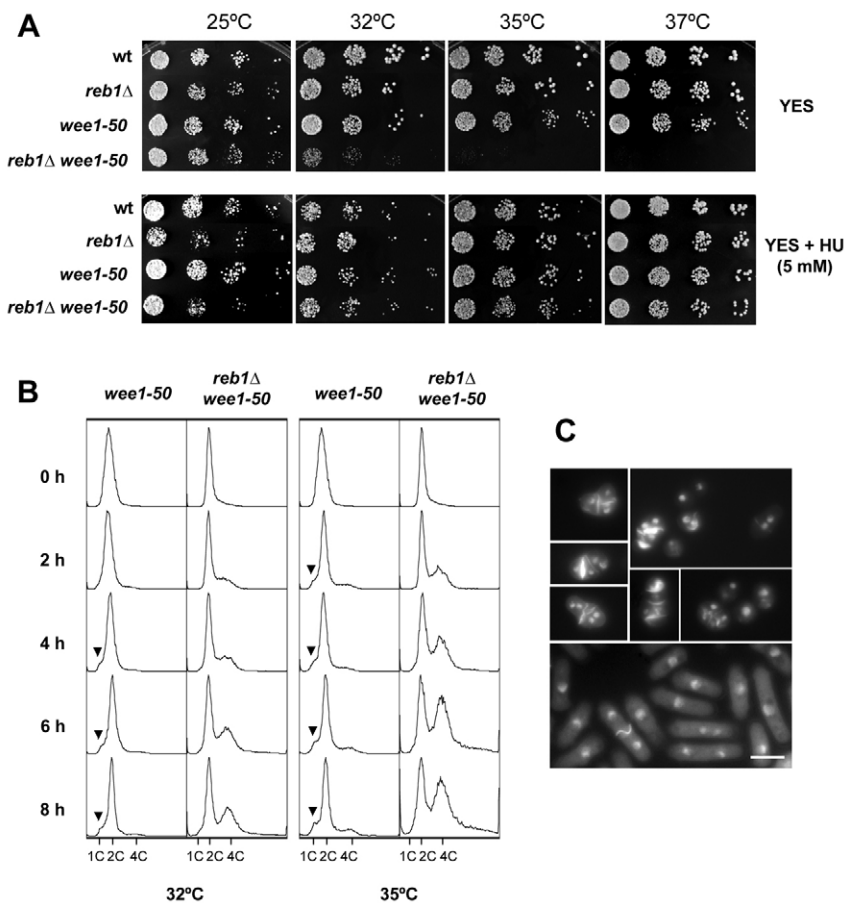 A
25ºC 32ºC 35ºC 37ºC
wt
reb1Δ
wee1-50
reb1Δ wee1-50
YES
wt
reb1Δ
wee1-50
reb1Δ wee1-50
YES + HU
(5 mM)
B
wee1-50
reb1Δ
wee1-50
wee1-50
reb1Δ
wee1-50
0 h
2 h
4 h
6 h
8 h
1C 2C 4C 1C 2C 4C 1C 2C 4C 1C 2C 4C
32ºC 35ºC
C